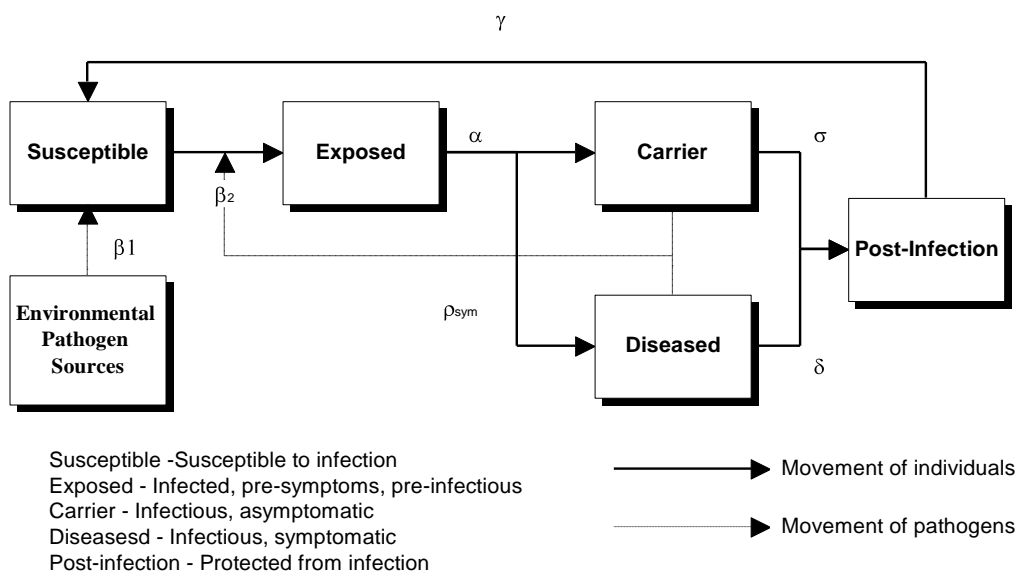 γ
Susceptible
Exposed
α
Carrier
σ
β2
Post-Infection
β1
Environmental
Pathogen
Sources
ρsym
Diseased
δ
Susceptible -Susceptible to infection
Exposed - Infected, pre-symptoms, pre-infectious
Carrier - Infectious, asymptomatic
Diseasesd - Infectious, symptomatic
Post-infection - Protected from infection
Movement of individuals
Movement of pathogens